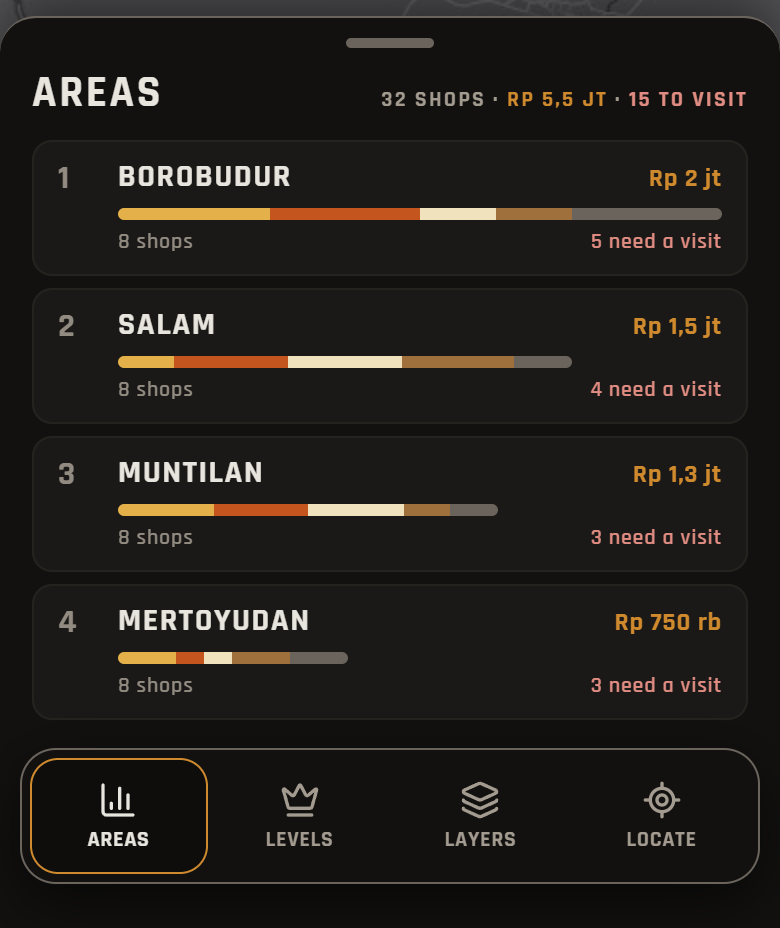 AREAS
32 SHOPS · RP 5,5 JT · 15 TO VISIT
1 BOROBUDUR Rp 2 jt
8 shops 5 need a visit
2 SALAM Rp 1,5 jt
8 shops 4 need a visit
3 MUNTILAN Rp 1,3 jt
8 shops 3 need a visit
4 MERTOYUDAN Rp 750 rb
8 shops 3 need a visit
AREAS LEVELS LAYERS LOCATE